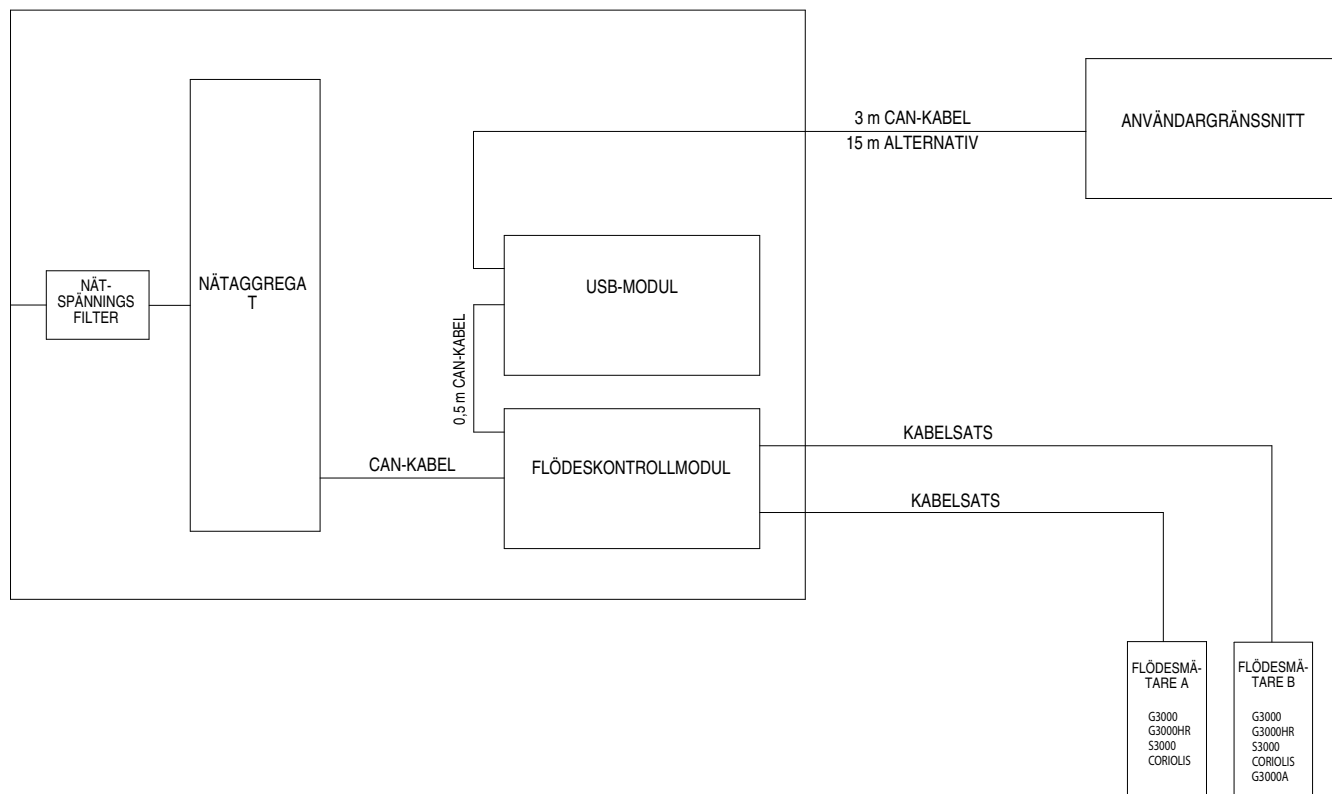 3 m CAN-KABEL
15 m ALTERNATIV
ANVÄNDARGRÄNSSNITT
NÄT-
SPÄNNINGS
FILTER
NÄTAGGREGA
T
USB-MODUL
0,5 m CAN-KABEL
CAN-KABEL
FLÖDESKONTROLLMODUL
KABELSATS
KABELSATS
FLÖDESMÄ-
TARE A
G3000
G3000HR
S3000
CORIOLIS
FLÖDESMÄ-
TARE B
G3000
G3000HR
S3000
CORIOLIS
G3000A